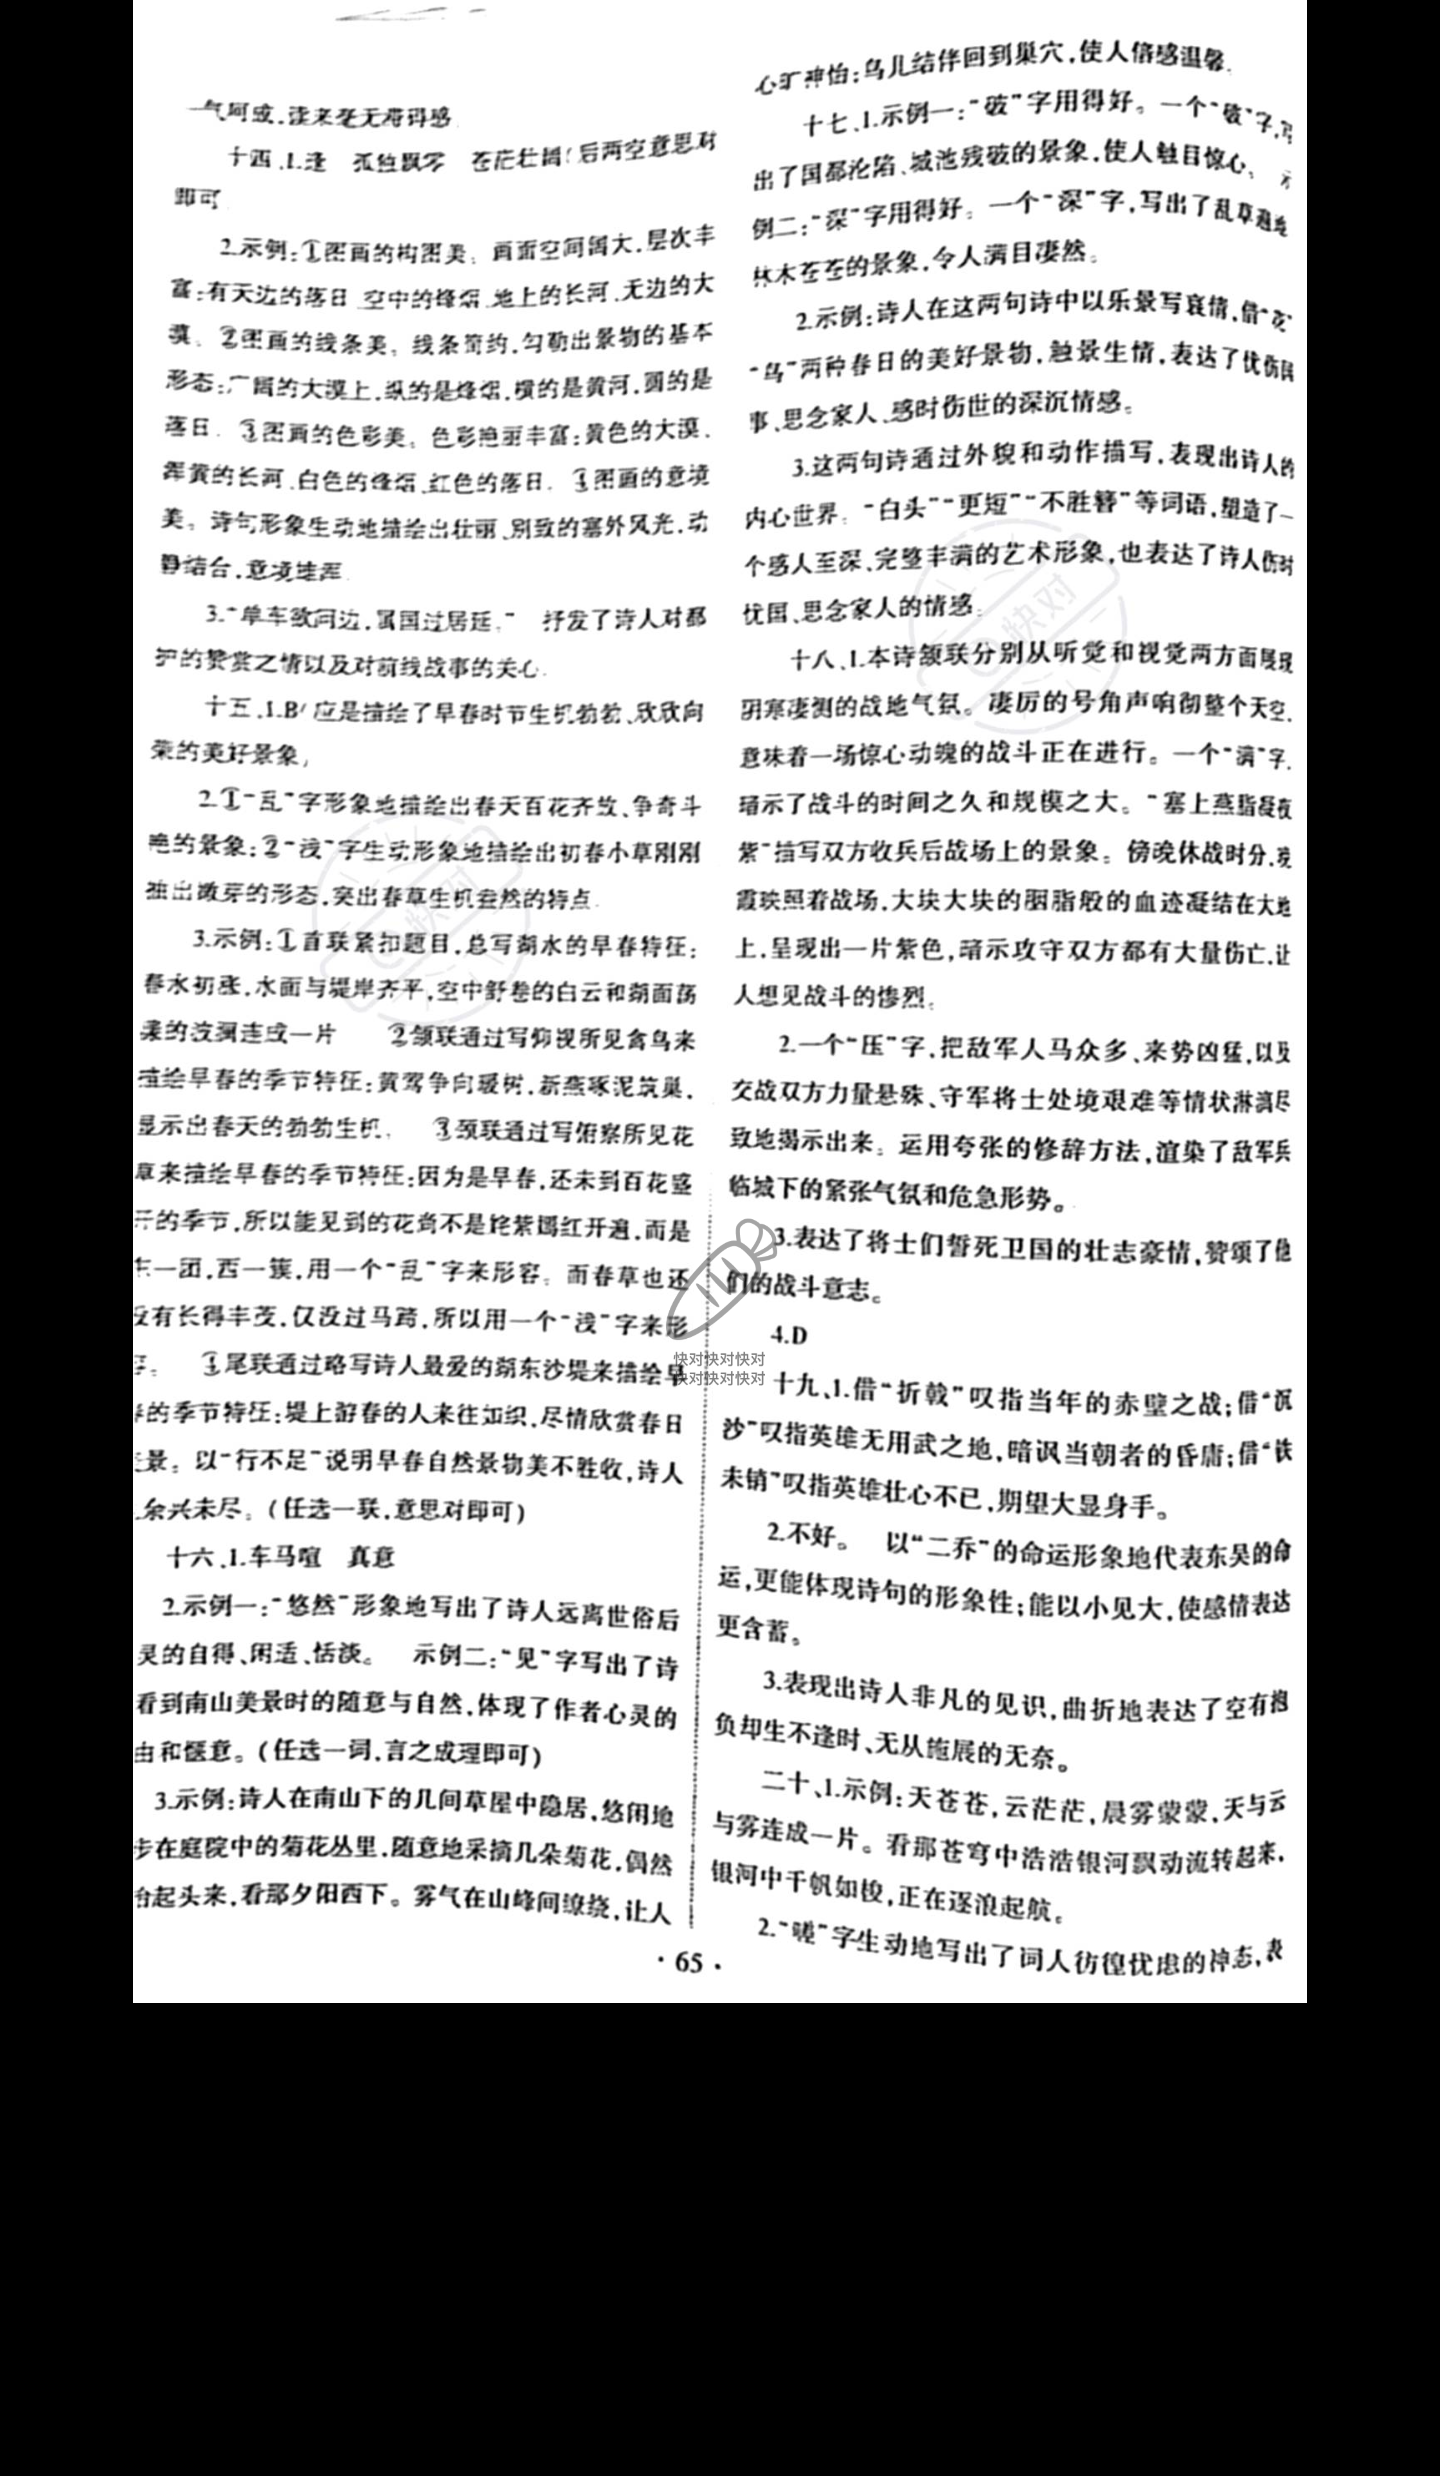 一气呵成,读来毫无滞碍感.
十四、1.蓬 孤独飘零 苍茫壮阔(后两空意思对
即可
2.示例:①图画的构图美。画面空间阔大,层次丰
富:有天边的落日、空中的烽烟、地上的长河、无边的大
漠。②图画的线条美。线条简约,勾勒出景物的基本
形态:广阔的大漠上,纵的是烽烟,横的是黄河,圆的是
落日。③图画的色彩美。色彩艳丽丰富:黄色的大漠、
浑黄的长河、白色的烽烟、红色的落日。④图画的意境
美。诗句形象生动地描绘出壮丽、别致的塞外风光,动
静结合,意境雄浑.
3."单车欲问边,属国过居延。" 抒发了诗人对都
护的赞赏之情以及对前线战事的关心.
十五、1.B(应是描绘了早春时节生机勃勃、欣欣向
荣的美好景象)
2.①"乱"字形象地描绘出春天百花齐放、争奇斗
艳的景象;②"浅"字生动形象地描绘出初春小草刚刚
抽出嫩芽的形态,突出春草生机盎然的特点.
3.示例:①首联紧扣题目,总写湖水的早春特征:
春水初涨,水面与堤岸齐平,空中舒卷的白云和湖面荡
漾的波澜连成一片 ②颔联通过写仰视所见禽鸟来
描绘早春的季节特征:黄莺争向暖树,新燕啄泥筑巢,
显示出春天的勃勃生机。 ③颈联通过写俯察所见花
草来描绘早春的季节特征:因为是早春,还未到百花盛
开的季节,所以能见到的花尚不是姹紫嫣红开遍,而是
东一团,西一簇,用一个"乱"字来形容。而春草也还
没有长得丰茂,仅没过马蹄,所以用一个"浅"字来形
容。 ④尾联通过略写诗人最爱的湖东沙堤来描绘早
春的季节特征:堤上游春的人来往如织,尽情欣赏春日
美景。以"行不足"说明早春自然景物美不胜收,诗人
余兴未尽。(任选一联,意思对即可)
十六、1.车马喧 真意
2.示例一:"悠然"形象地写出了诗人远离世俗后
灵的自得、闲适、恬淡。 示例二:"见"字写出了诗
看到南山美景时的随意与自然,体现了作者心灵的
由和惬意。(任选一词,言之成理即可)
3.示例:诗人在南山下的几间草屋中隐居,悠闲地
步在庭院中的菊花丛里,随意地采摘几朵菊花,偶然
抬起头来,看那夕阳西下。雾气在山峰间缭绕,让人
心旷神怡;鸟儿结伴回到巢穴,使人倍感温馨.
十七、1.示例一:"破"字用得好。一个"破"字,写
出了国都沦陷、城池残破的景象,使人触目惊心。 示
例二:"深"字用得好。一个"深"字,写出了乱草遍地
林木苍苍的景象,令人满目凄然。
2.示例:诗人在这两句诗中以乐景写哀情,借"花"
"鸟"两种春日的美好景物,触景生情,表达了忧伤国
事、思念家人、感时伤世的深沉情感。
3.这两句诗通过外貌和动作描写,表现出诗人的
内心世界。"白头""更短""不胜簪"等词语,塑造了一
个感人至深、完整丰满的艺术形象,也表达了诗人伤时
忧国、思念家人的情感.
十八、1.本诗颔联分别从听觉和视觉两方面展现
阴寒凄恻的战地气氛。凄厉的号角声响彻整个天空,
意味着一场惊心动魄的战斗正在进行。一个"满"字,
暗示了战斗的时间之久和规模之大。"塞上燕脂凝夜
紫"描写双方收兵后战场上的景象。傍晚休战时分,晚
霞映照着战场,大块大块的胭脂般的血迹凝结在大地
上,呈现出一片紫色,暗示攻守双方都有大量伤亡,让
人想见战斗的惨烈。
2.一个"压"字,把敌军人马众多、来势凶猛,以及
交战双方力量悬殊、守军将士处境艰难等情状淋漓尽
致地揭示出来。运用夸张的修辞方法,渲染了敌军兵
临城下的紧张气氛和危急形势。
3.表达了将士们誓死卫国的壮志豪情,赞颂了他
们的战斗意志。
4.D
十九、1.借"折戟"叹指当年的赤壁之战;借"沉
沙"叹指英雄无用武之地,暗讽当朝者的昏庸;借"铁
未销"叹指英雄壮心不已,期望大显身手。
2.不好。 以"二乔"的命运形象地代表东吴的命
运,更能体现诗句的形象性;能以小见大,使感情表达
更含蓄。
3.表现出诗人非凡的见识,曲折地表达了空有抱
负却生不逢时、无从施展的无奈。
二十、1.示例:天苍苍,云茫茫,晨雾蒙蒙,天与云
与雾连成一片。看那苍穹中浩浩银河飘动流转起来,
银河中千帆如梭,正在逐浪起航。
2."嗟"字生动地写出了词人彷徨忧虑的神态,表
· 65 ·
快对
快对
快对快对快对
快对快对快对